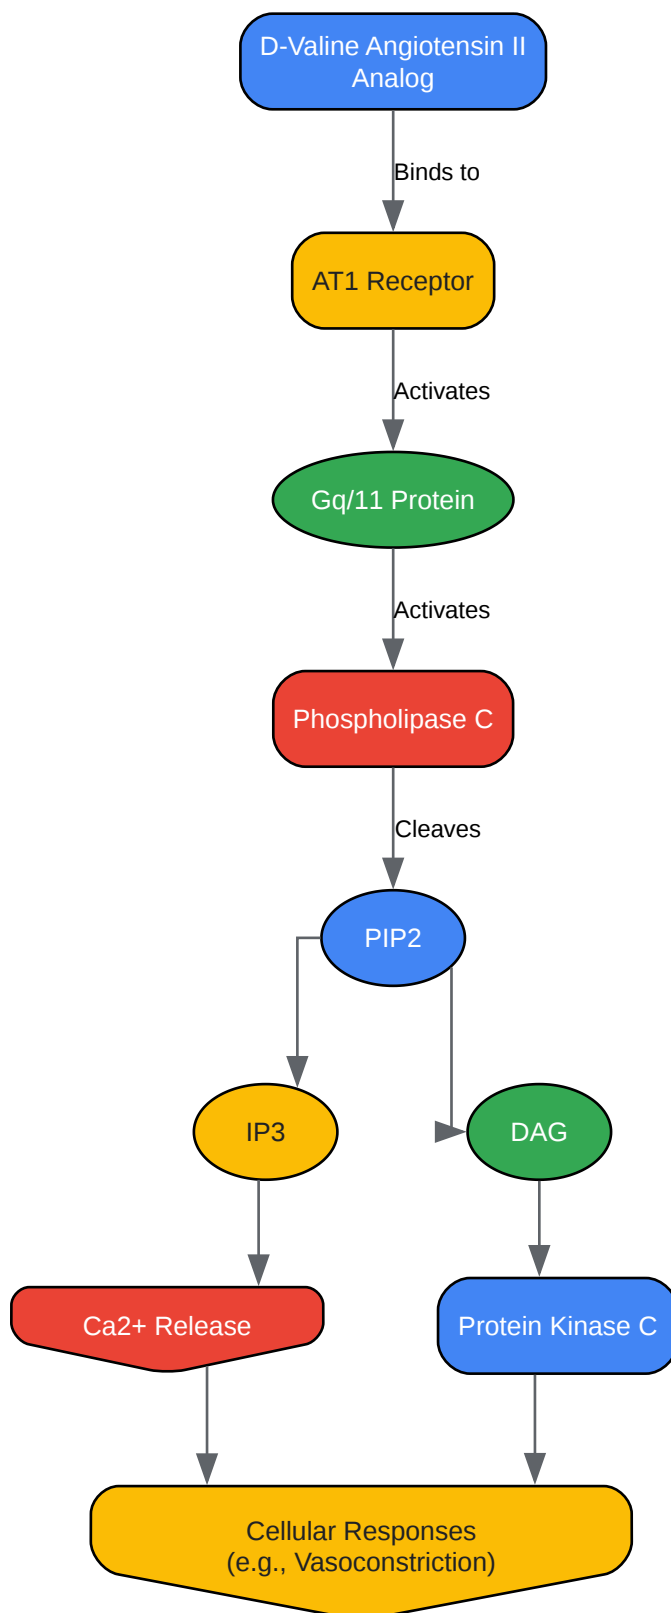 D-Valine Angiotensin II
Analog
Binds to
AT1 Receptor
Activates
Gq/11 Protein
Activates
Phospholipase C
Cleaves
PIP2
IP3
DAG
Ca2+ Release
Protein Kinase C
Cellular Responses
(e.g., Vasoconstriction)